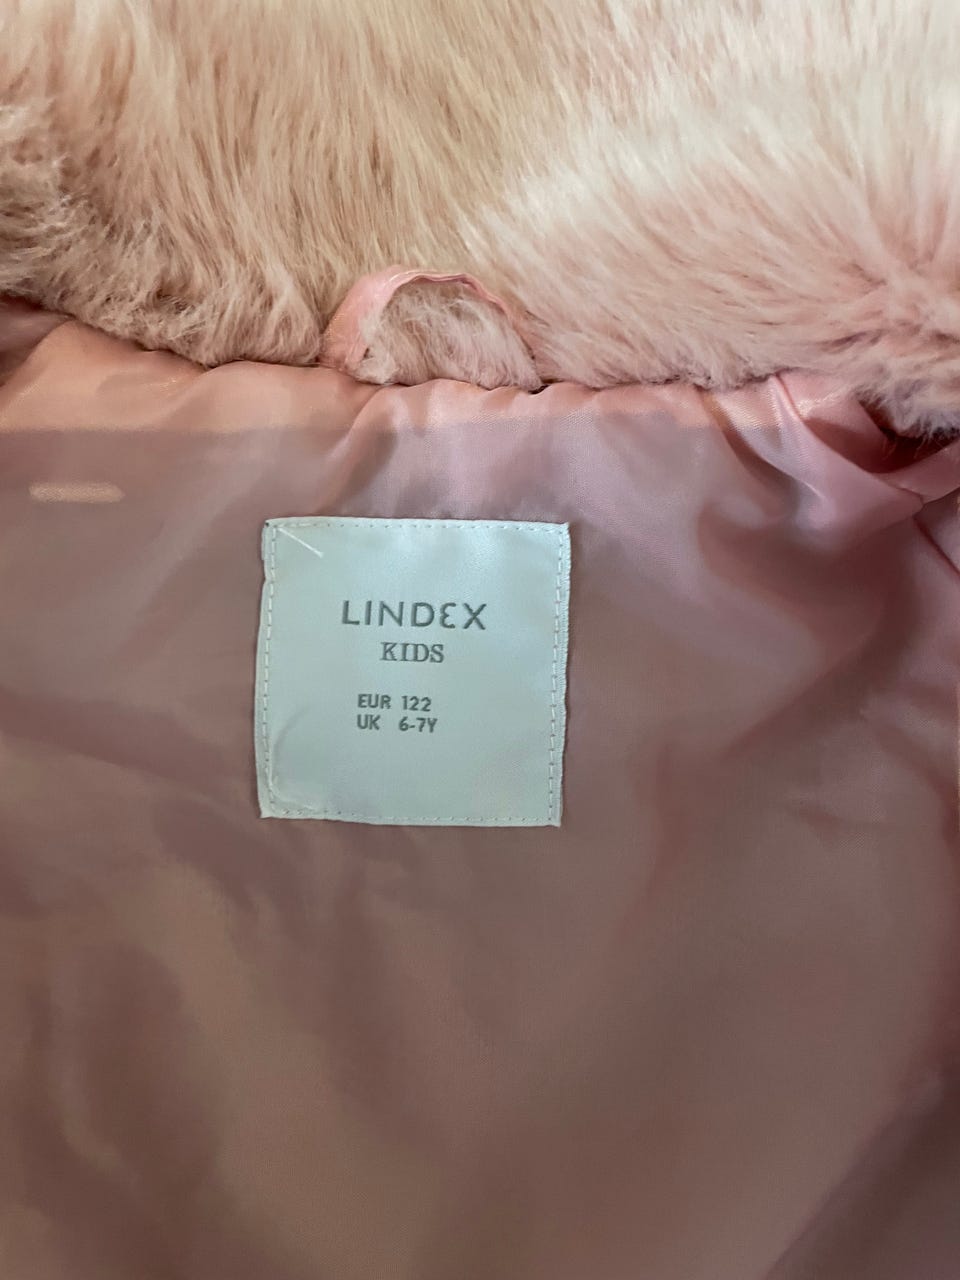 LINDEX
KIDS
EUR 122
UK 6-7Y